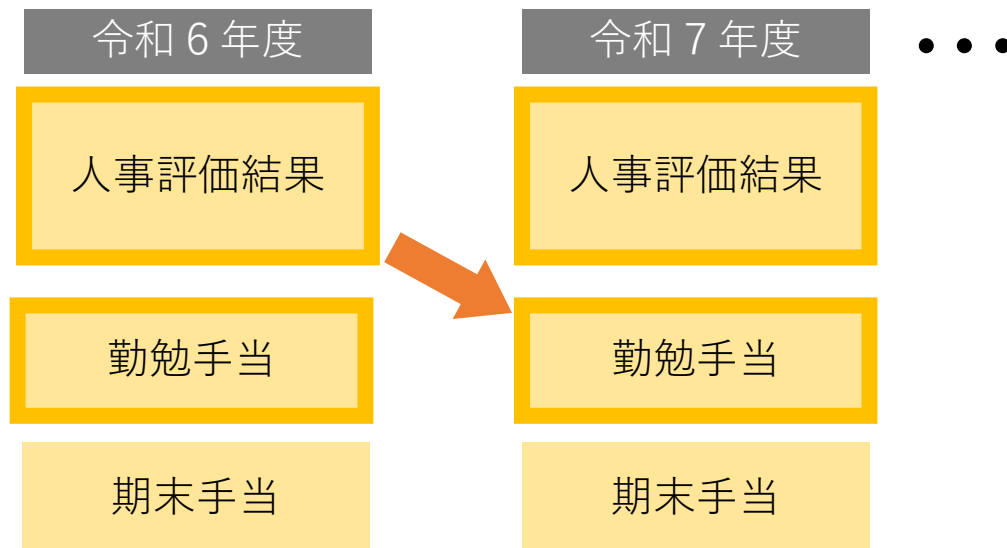 令和６年度
令和７年度
・・・
人事評価結果
人事評価結果
勤勉手当
勤勉手当
期末手当
期末手当